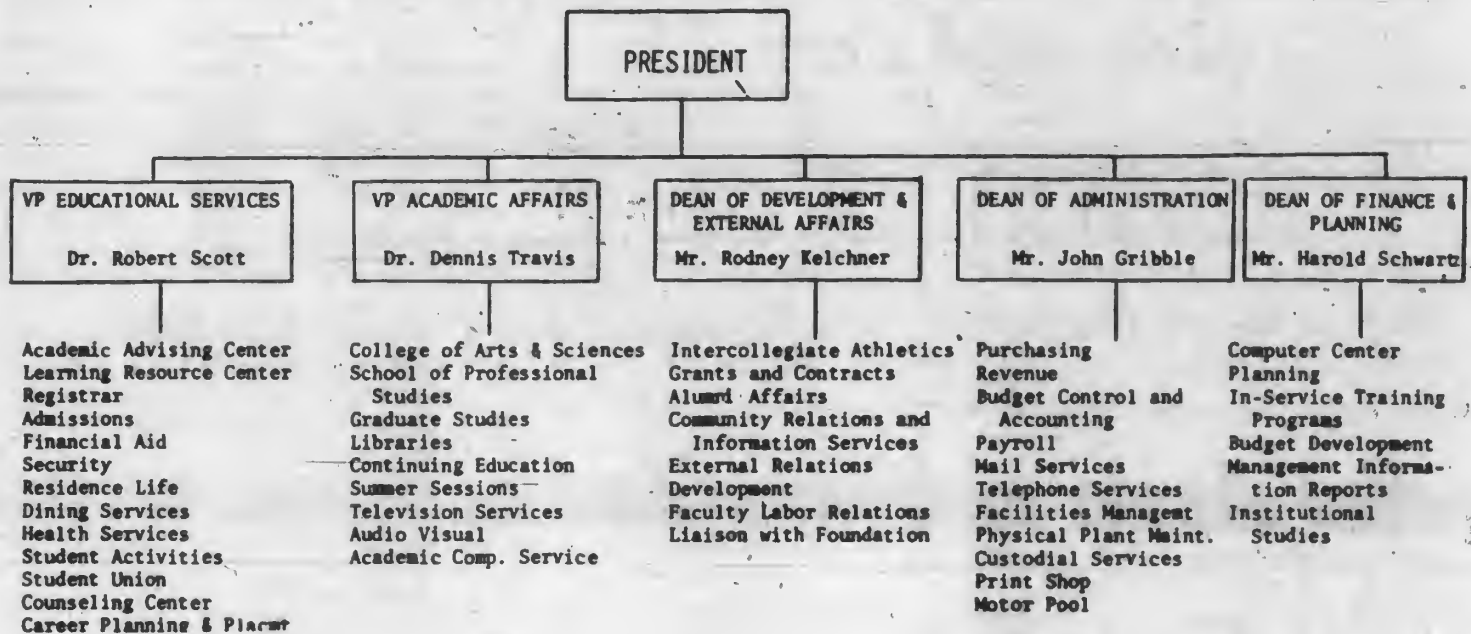 PRESIDENT
VP EDUCATIONAL SERVICES
Dr. Robert Scott
Academic Advising Center
Learning Resource Center
Registrar
Admissions
Financial Aid
Security
Residence Life
Dining Services
Health Services
Student Activities
Student Union
Counseling Center
Career Planning & Placmt
VP ACADEMIC AFFAIRS
Dr. Dennis Travis
College of Arts & Sciences
School of Professional
Studies
Graduate Studies
Libraries
Continuing Education
Summer Sessions
Television Services
Audio Visual
Academic Comp. Service
DEAN OF DEVELOPMENT &
EXTERNAL AFFAIRS
Mr. Rodney Kelchner
Intercollegiate Athletics
Grants and Contracts
Alumri Affairs
Community Relations and
Information Services
External Relations
Development
Faculty Labor Relations
Liaison with Foundation
DEAN OF ADMINISTRATION
Mr. John Gribble
Purchasing
Revenue
Budget Control and
Accounting
Payroll
Mail Services
Telephone Services
Facilities Managemt
Physical Plant Maint.
Custodial Services
Print Shop
Motor Pool
DEAN OF FINANCE &
PLANNING
Mr. Harold Schwartz
Computer Center
Planning
In-Service Training
Programs
Budget Development
Management Informa-
tion Reports
Institutional
Studies